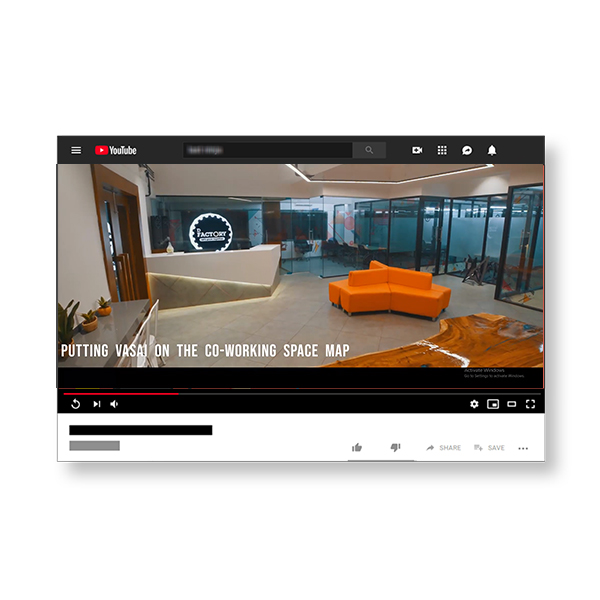 YouTube
FACTORY
PUTTING VASAI ON THE CO-WORKING SPACE MAP
Activate Windows
Go to Settings to activate Windows.
SHARE
SAVE